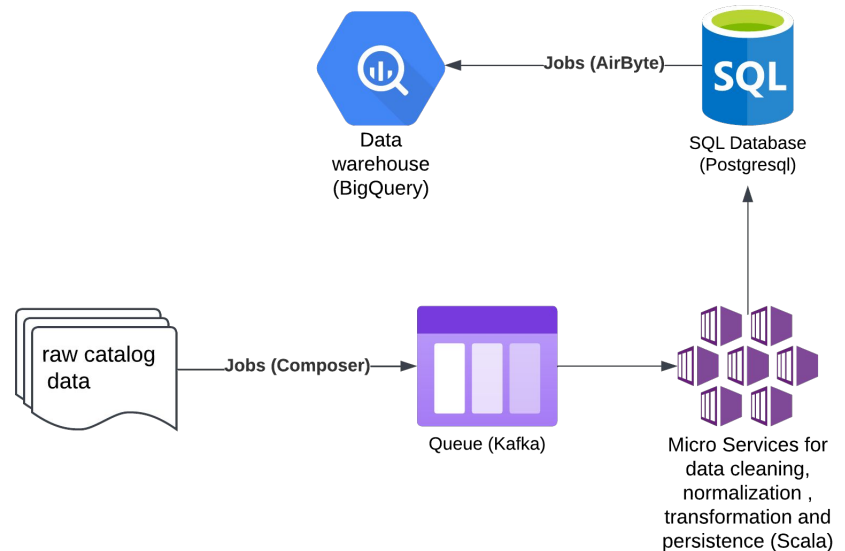 Jobs (AirByte)
SQL
Data
warehouse
(BigQuery)
SQL Database
(Postgresql)
raw catalog
data
Jobs (Composer)
Queue (Kafka)
Micro Services for
data cleaning,
normalization ,
transformation and
persistence (Scala)